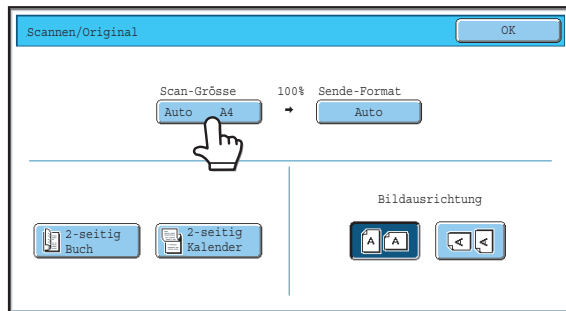 Scannen/Original
OK
Scan-Grösse 100% Sende-Format
Auto A4 ➡ Auto
Bildausrichtung
2-seitig
Buch
2-seitig
Kalender
A A A A